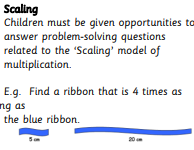 Scaling
Children must be given opportunities to
answer problem-solving questions
related to the ‘Scaling’ model of
multiplication.
E.g. Find a ribbon that is 4 times as
ng as
the blue ribbon.
5 cm 20 cm